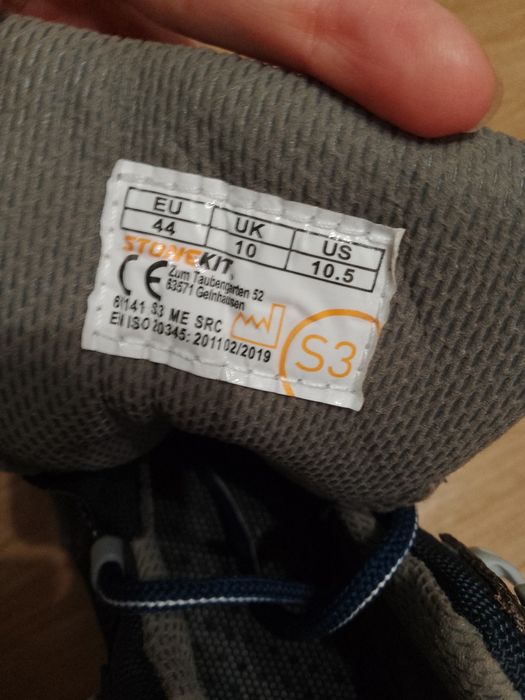 EU UK US
44 10 10.5
STONEKIT
CE Zum Taubengarten 52
63571 Gelnhausen
S3 ME SRC
EN ISO 20345: 2011 02/2019
S3